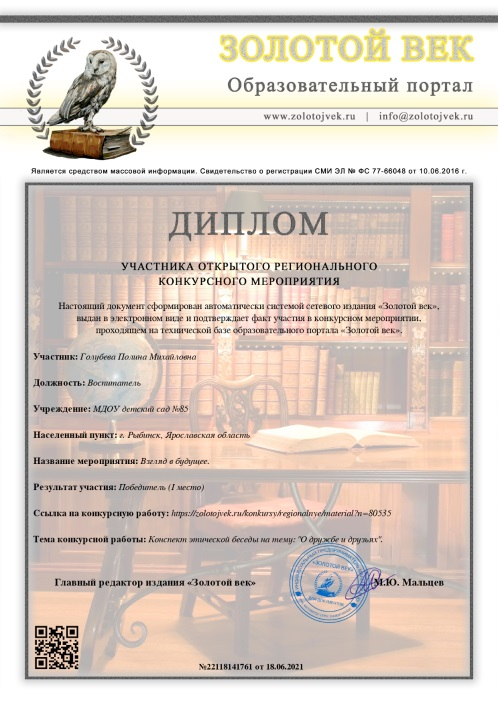 ЗОЛОТОЙ ВЕК
Образовательный портал
www.zolotojvek.ru | info@zolotojvek.ru
Является средством массовой информации. Свидетельство о регистрации СМИ ЭЛ № ФС 77-66048 от 10.06.2016 г.
ДИПЛОМ
УЧАСТНИКА ОТКРЫТОГО РЕГИОНАЛЬНОГО
КОНКУРСНОГО МЕРОПРИЯТИЯ
Настоящий документ сформирован автоматически системой сетевого издания «Золотой век»,
выдан в электронном виде и подтверждает факт участия в конкурсном мероприятии,
проходящем на технической базе образовательного портала «Золотой век».
Участник: Голубева Полина Михайловна
Должность: Воспитатель
Учреждение: МДОУ детский сад №85
Населенный пункт: г. Рыбинск, Ярославская область
Название мероприятия: Взгляд в будущее.
Результат участия: Победитель (I место)
Ссылка на конкурсную работу: https://zolotojvek.ru/konkursy/regionalnye/material?n=80535
Тема конкурсной работы: Конспект этической беседы на тему: "О дружбе и друзьях".
Главный редактор издания «Золотой век» М.Ю. Мальцев
ЗОЛОТОЙ ВЕК
ДЛЯ ДОКУМЕНТОВ
№22118141761 от 18.06.2021